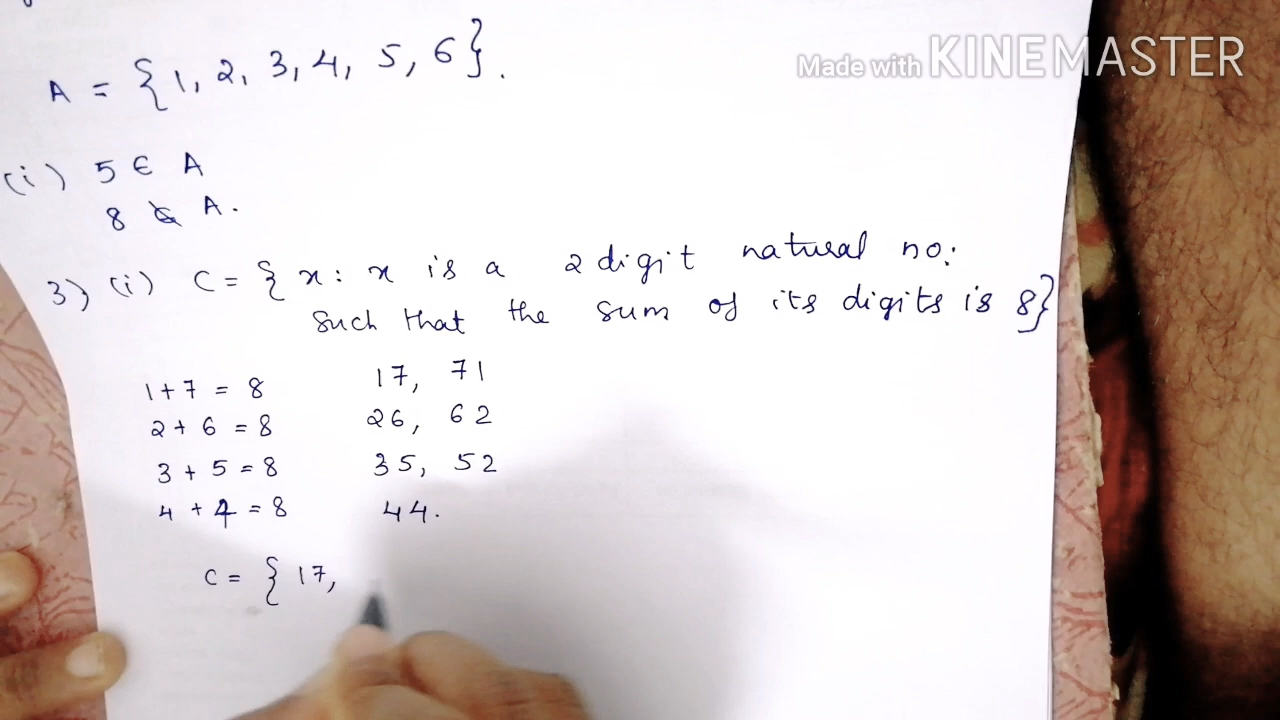 Made with KINEMASTER
A = {1, 2, 3, 4, 5, 6}.
(i) 5 ∈ A
8 ∉ A.
3) (i) C = { x: x is a 2 digit natural no:
such that the sum of its digits is 8}
1 + 7 = 8 17, 71
2 + 6 = 8 26, 62
3 + 5 = 8 35, 52
4 + 4 = 8 44.
C = { 17,